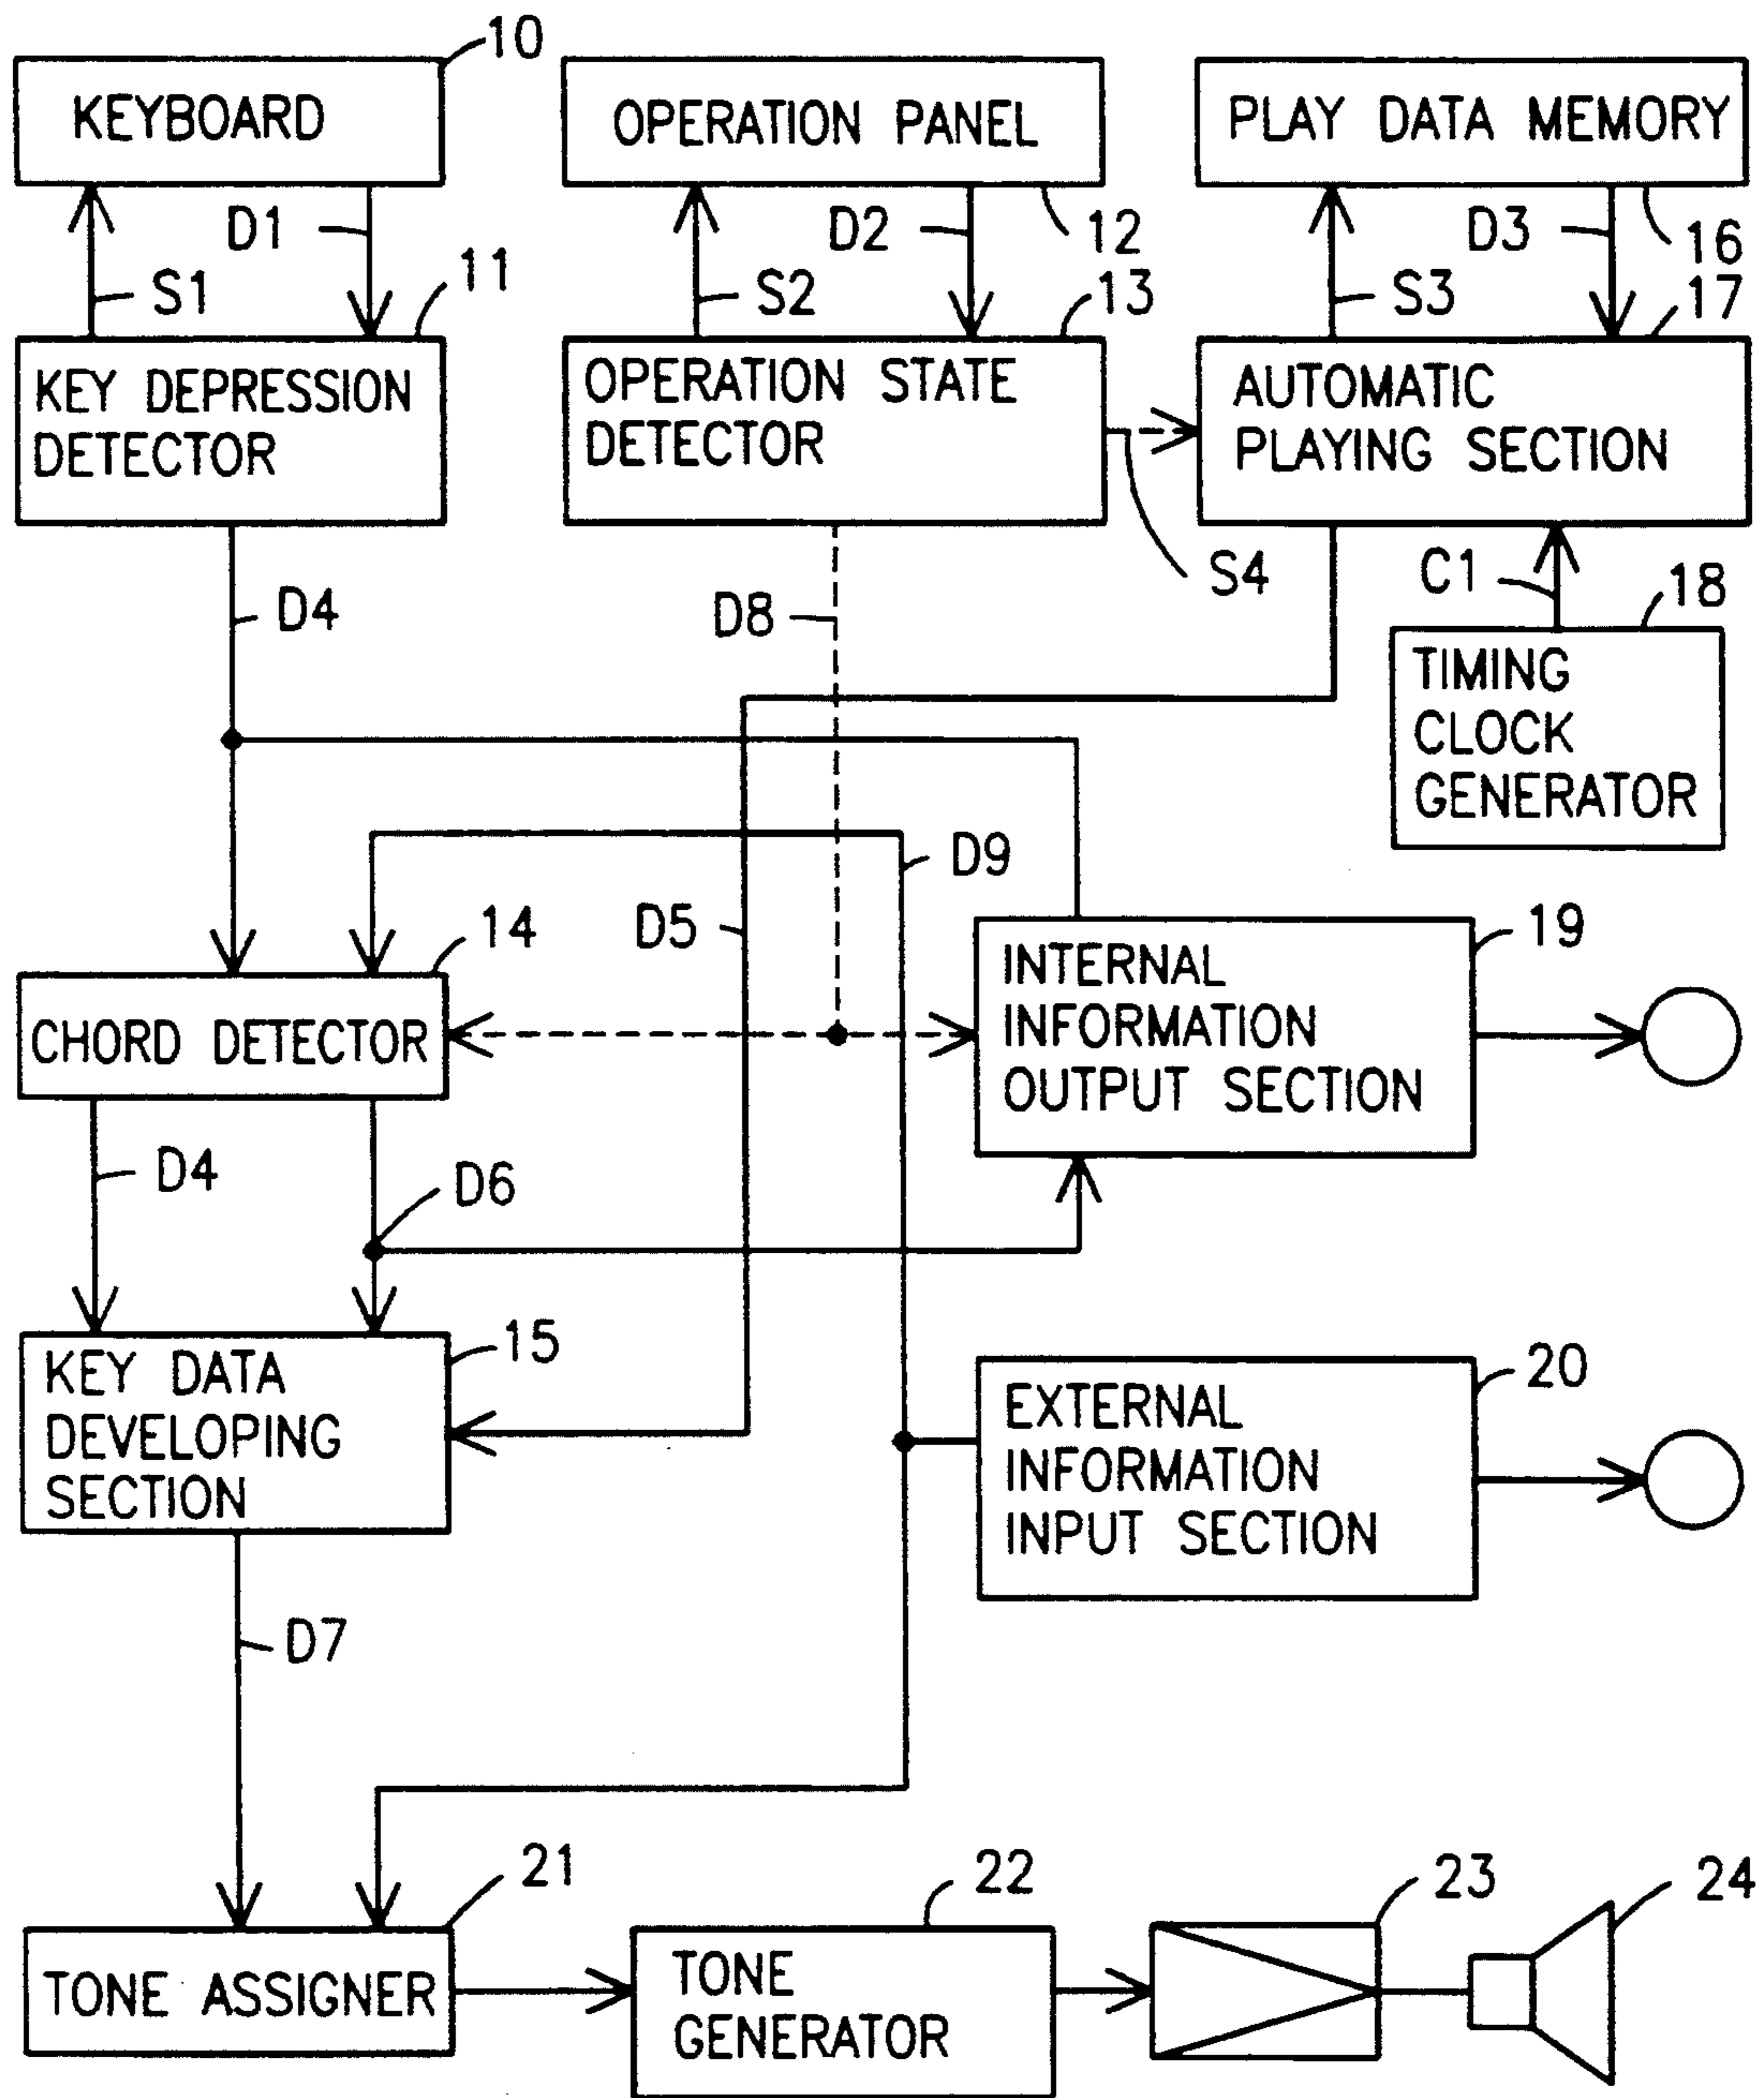 10
KEYBOARD
OPERATION PANEL
PLAY DATA MEMORY
D1
D2
12
D3
16
S1
11
S2
13
S3
17
KEY DEPRESSION
DETECTOR
OPERATION STATE
DETECTOR
AUTOMATIC
PLAYING SECTION
S4
C1
18
D4
D8
TIMING
CLOCK
GENERATOR
D9
14
D5
19
CHORD DETECTOR
INTERNAL
INFORMATION
OUTPUT SECTION
D4
D6
15
KEY DATA
DEVELOPING
SECTION
20
EXTERNAL
INFORMATION
INPUT SECTION
D7
21
22
23
24
TONE ASSIGNER
TONE
GENERATOR